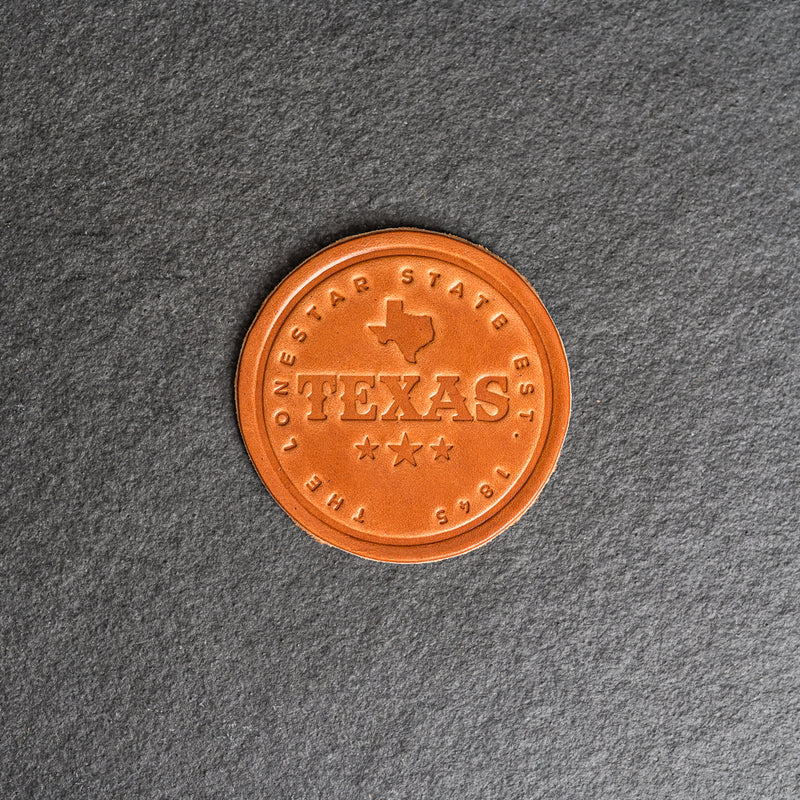 THE LONESTAR STATE EST. 1845
TEXAS